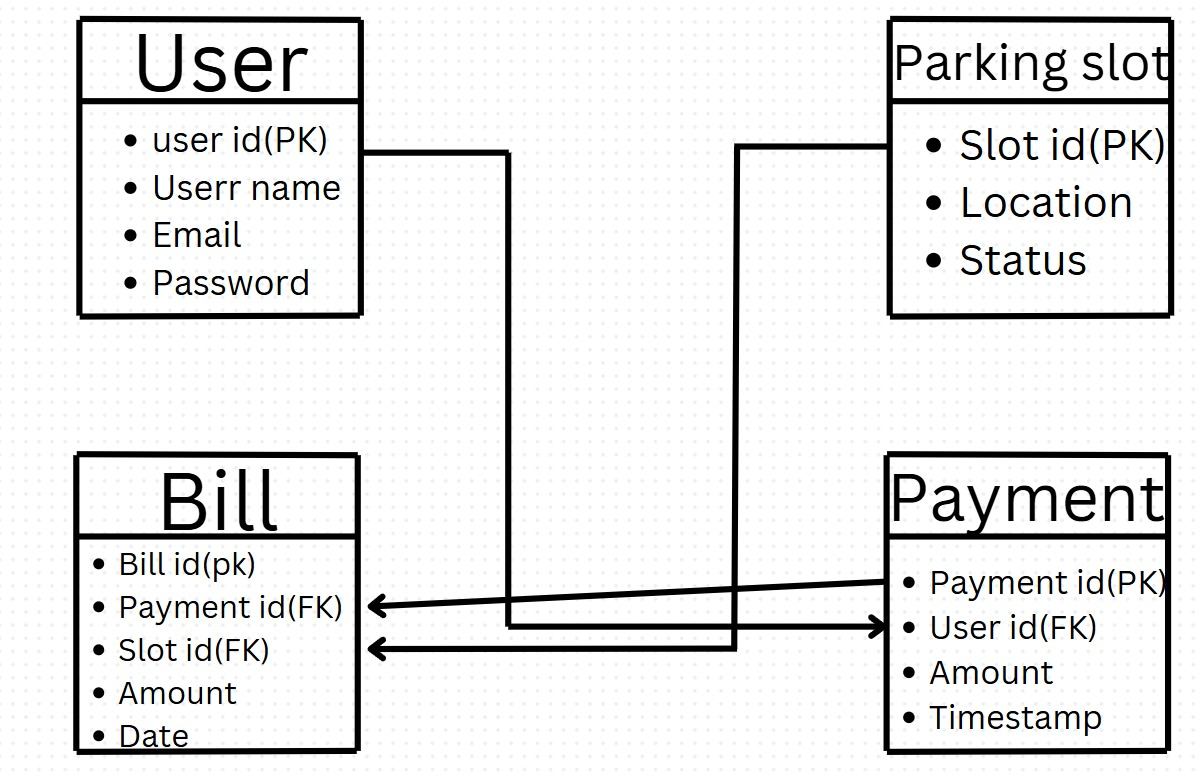 User
user id(PK)
Userr name
Email
Password
Parking slot
Slot id(PK)
Location
Status
Bill
Bill id(pk)
Payment id(FK)
Slot id(FK)
Amount
Date
Payment
Payment id(PK)
User id(FK)
Amount
Timestamp